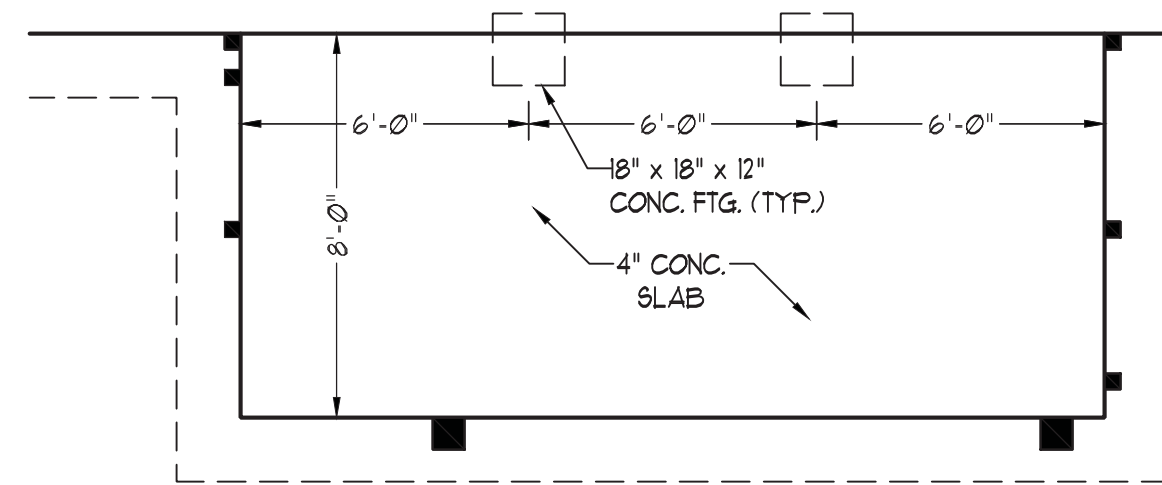 6'-0" 6'-0" 6'-0"
18" x 18" x 12"
CONC. FTG. (TYP.)
8'-0"
4" CONC.
SLAB